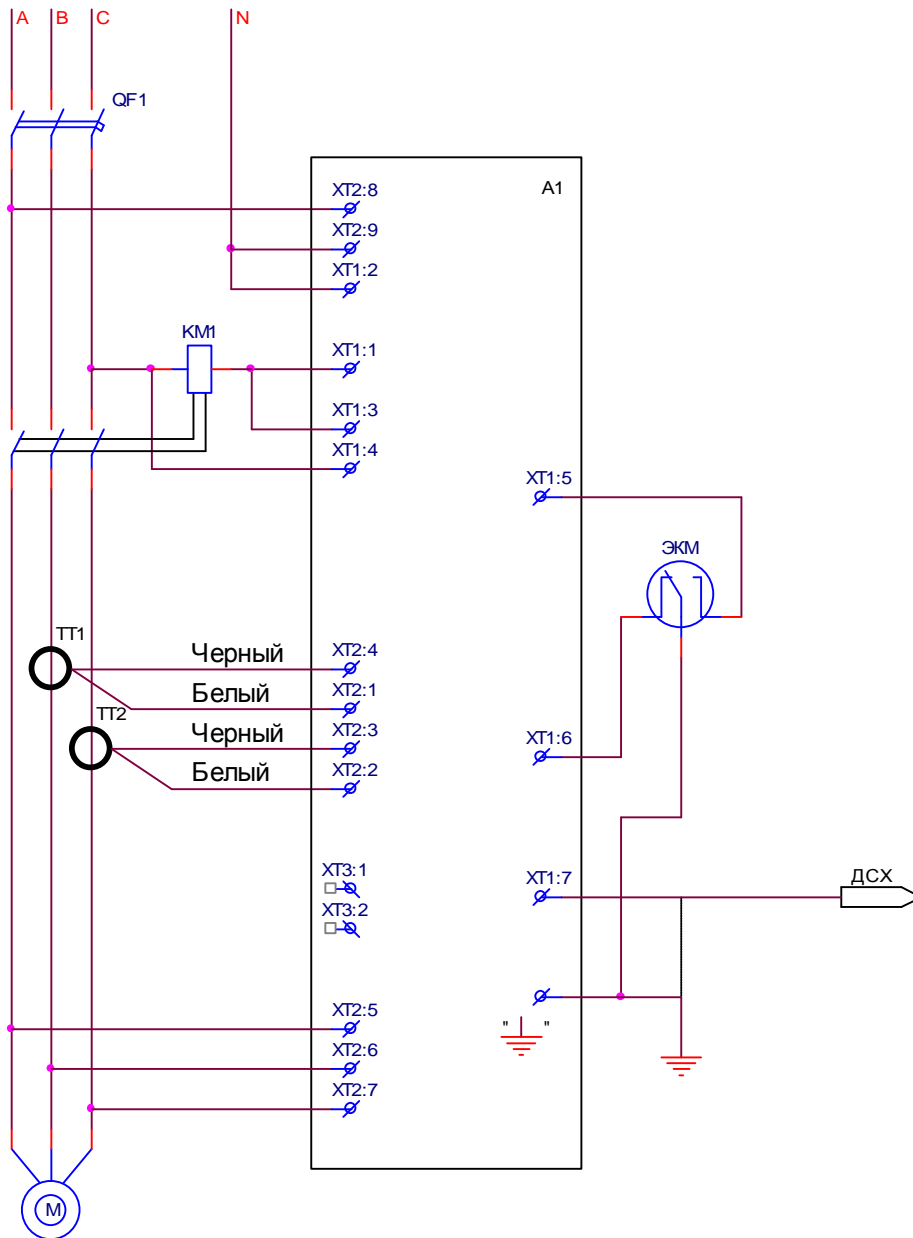 A B C N
QF1
XT2:8 A1
XT2:9
XT1:2
KM1
XT1:1
XT1:3
XT1:4
XT1:5
ЭКМ
ТТ1
Черный XT2:4
Белый XT2:1
ТТ2
Черный XT2:3
XT1:6
Белый XT2:2
XT3:1
XT1:7 ДСХ
XT3:2
XT2:5
" "
XT2:6
XT2:7
М